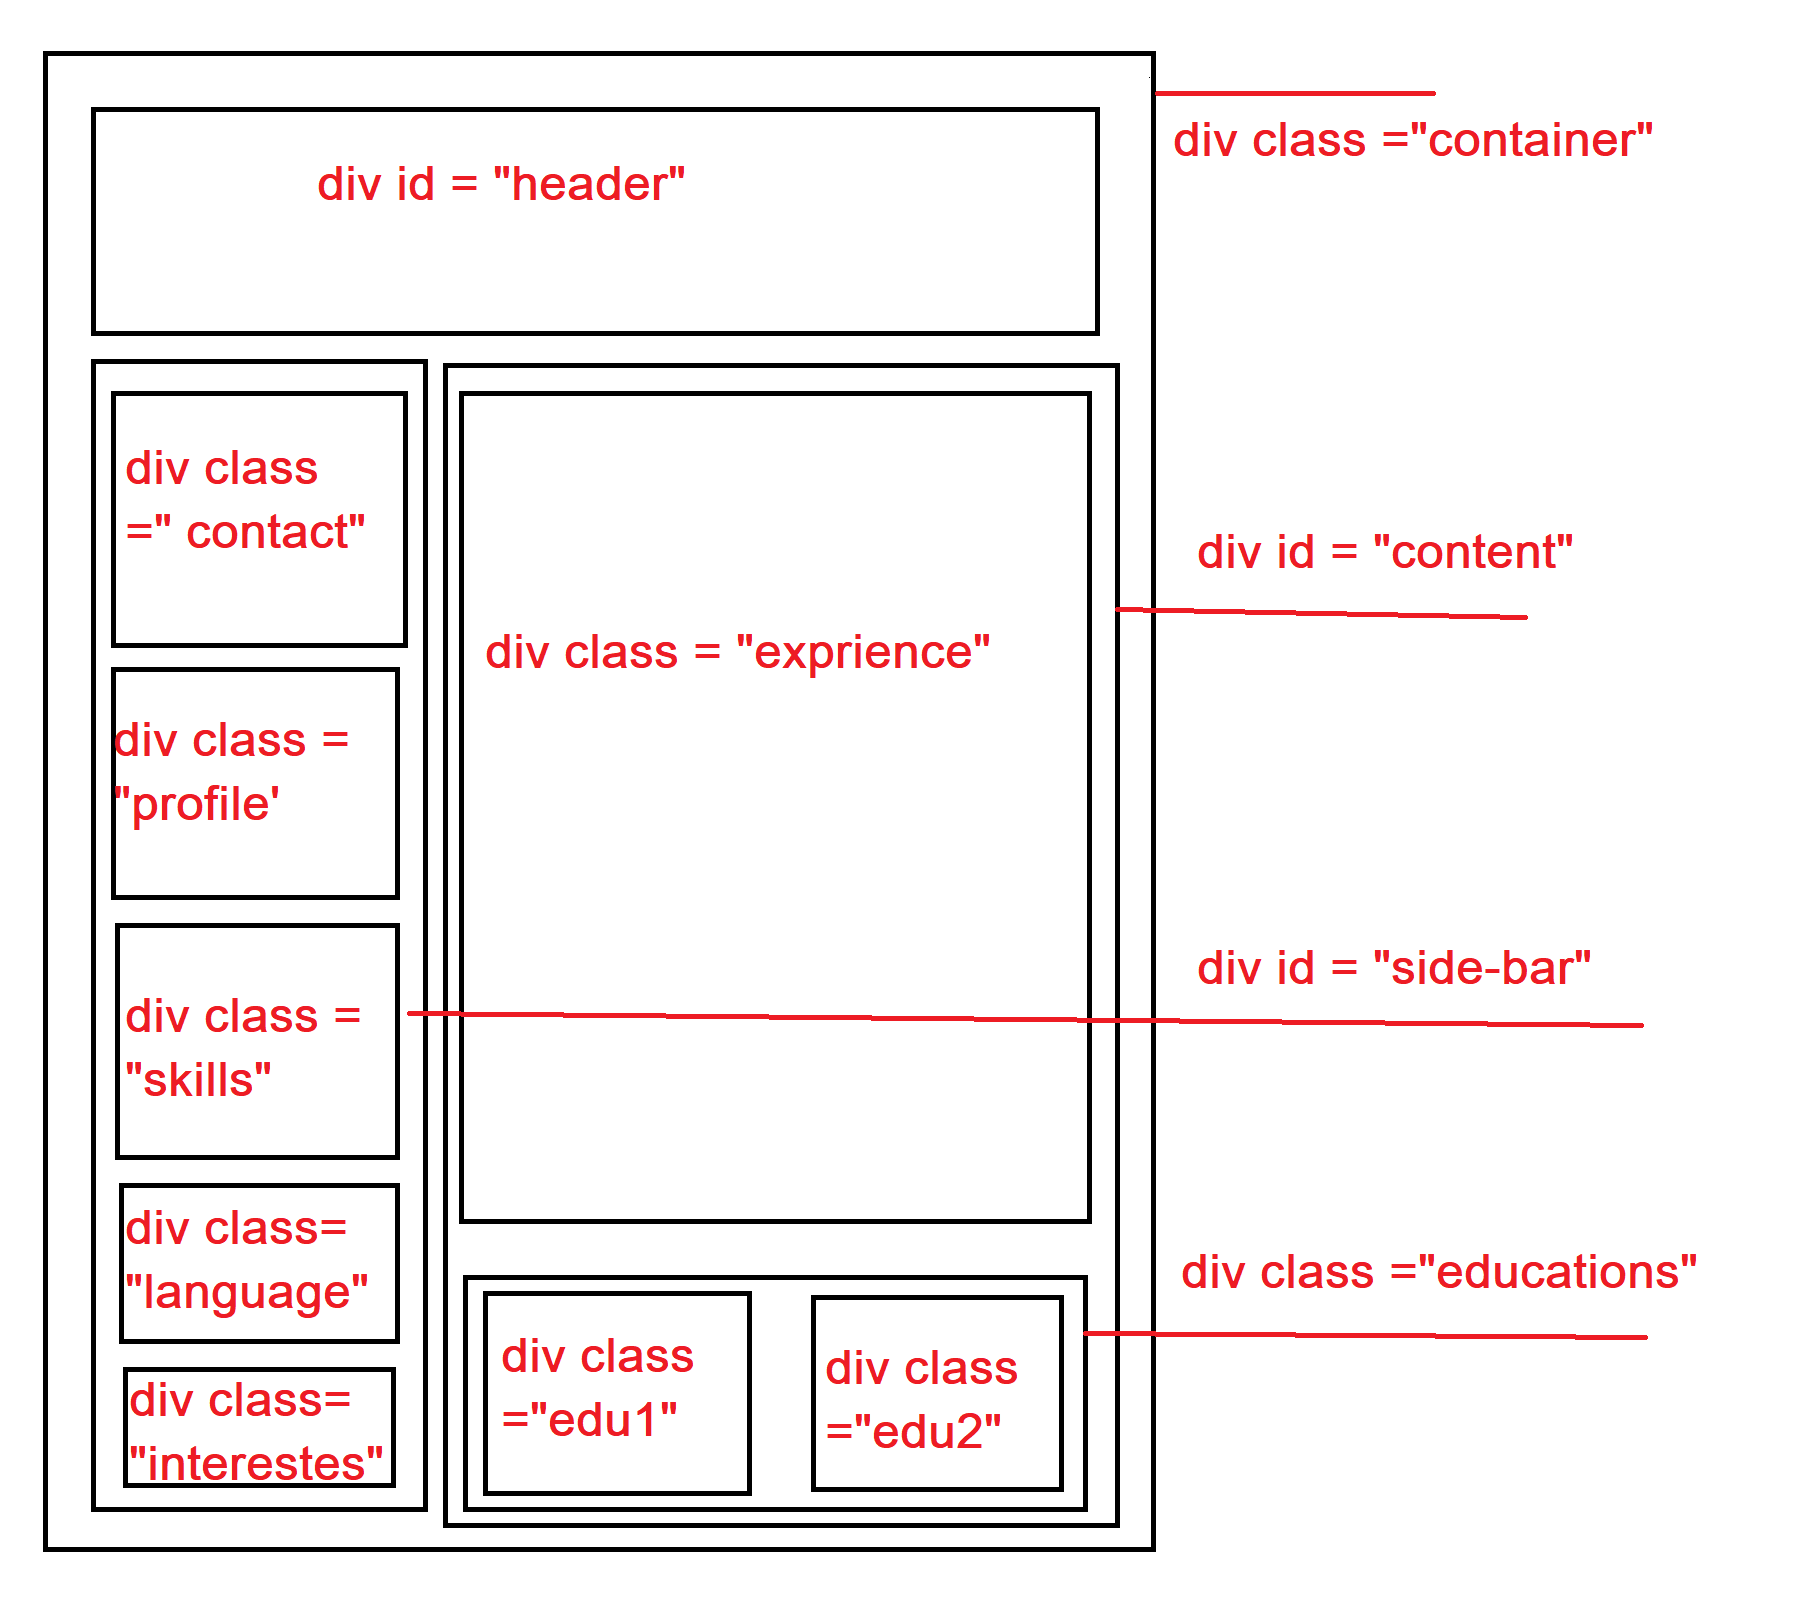 div class ="container"
div id = "header"
div class
=" contact"
div id = "content"
div class = "exprience"
div class =
"profile'
div id = "side-bar"
div class =
"skills"
div class=
"language"
div class ="educations"
div class
="edu1"
div class
="edu2"
div class=
"interestes"